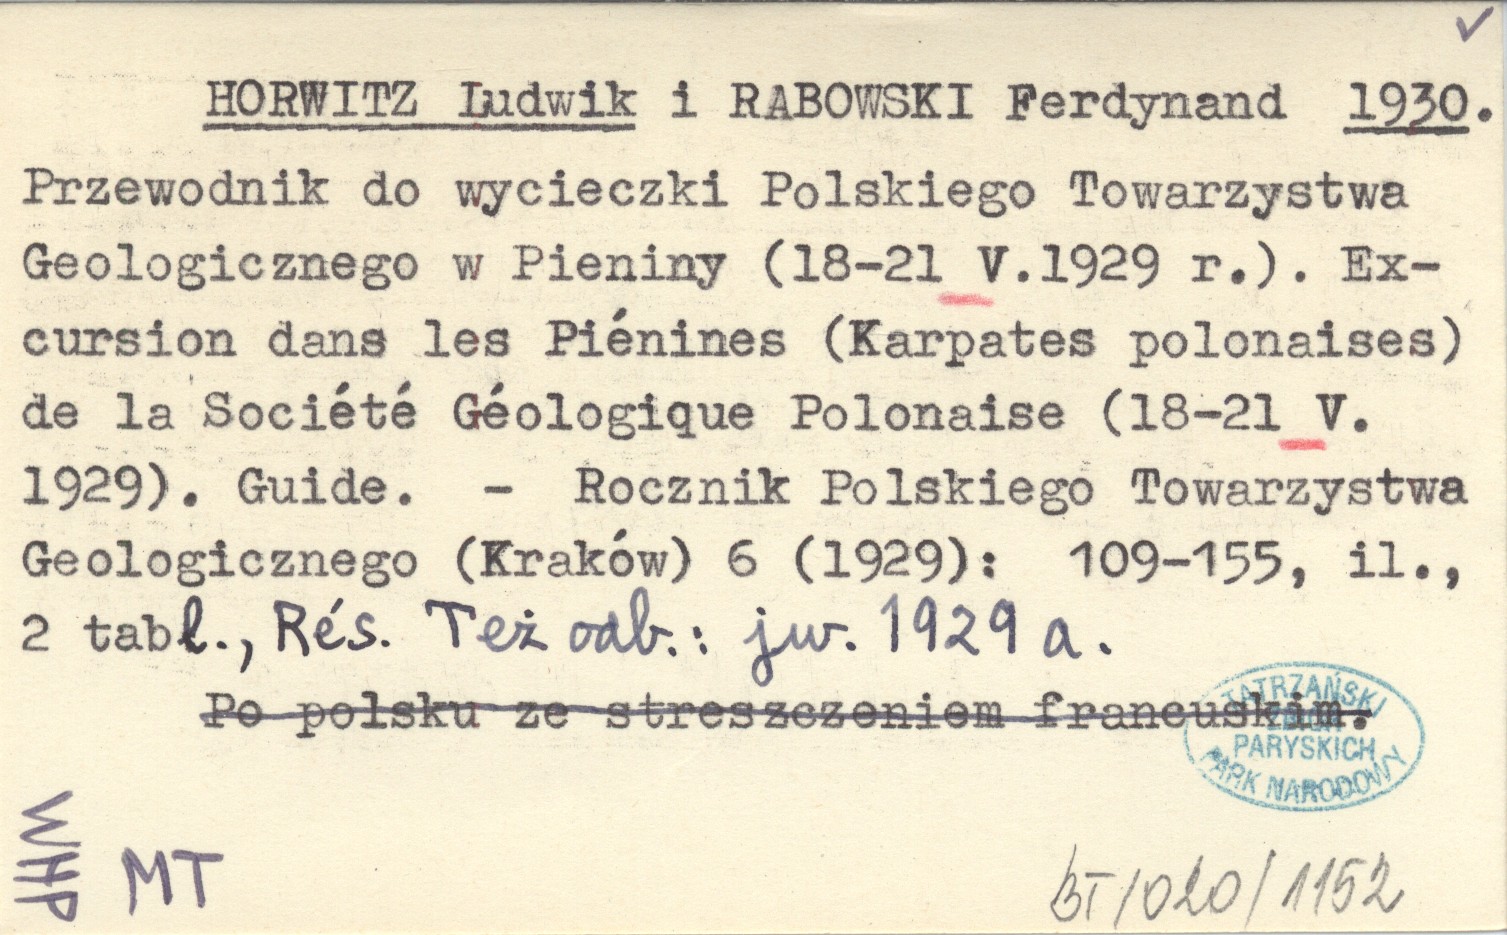 ✓
HORWITZ Ludwik i RABOWSKI Ferdynand 1930.
Przewodnik do wycieczki Polskiego Towarzystwa
Geologicznego w Pieniny (18-21 V.1929 r.). Ex-
cursion dans les Piénines (Karpates polonaises)
de la Société Géologique Polonaise (18-21 V.
1929). Guide. - Rocznik Polskiego Towarzystwa
Geologicznego (Kraków) 6 (1929): 109-155, il.,
2 tabl., Rés. Też odb.: jw. 1929 a.
Po polsku ze streszczeniem francuskim.
TATRZAŃSKI
PARYSKICH
PARK NARODOWY
WHP
MT
BT/020/1152